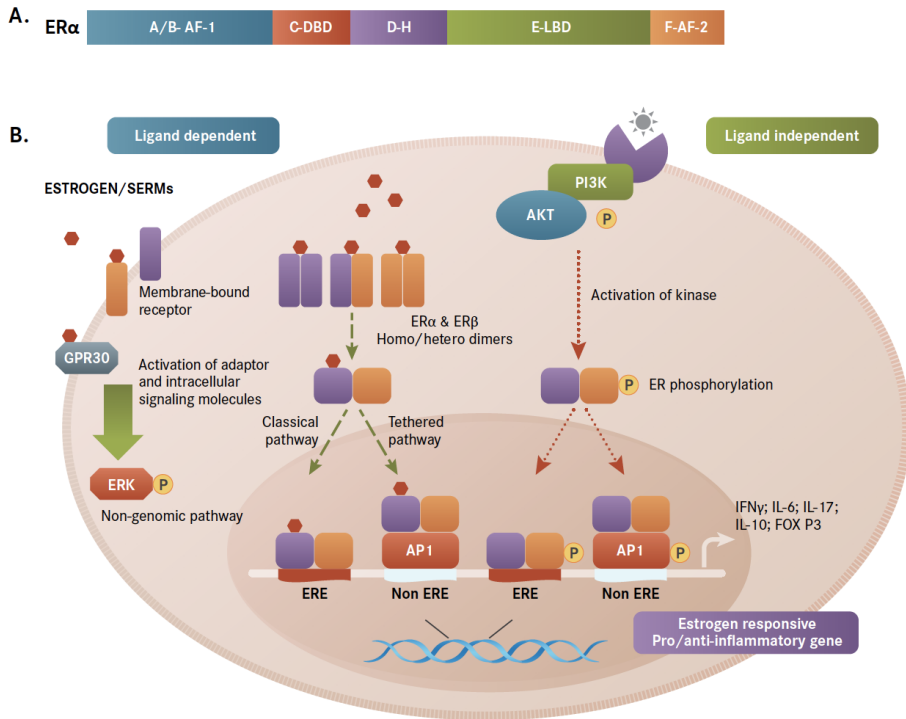 A.
ERα
A/B- AF-1
C-DBD
D-H
E-LBD
F-AF-2
B.
Ligand dependent
Ligand independent
ESTROGEN/SERMs
PI3K
AKT
P
Membrane-bound
receptor
Activation of kinase
ERα & ERβ
Homo/hetero dimers
GPR30
Activation of adaptor
and intracellular
signaling molecules
P
ER phosphorylation
Classical
pathway
Tethered
pathway
ERK
P
Non-genomic pathway
IFNγ; IL-6; IL-17;
IL-10; FOX P3
AP1
P
AP1
P
ERE
Non ERE
ERE
Non ERE
Estrogen responsive
Pro/anti-inflammatory gene